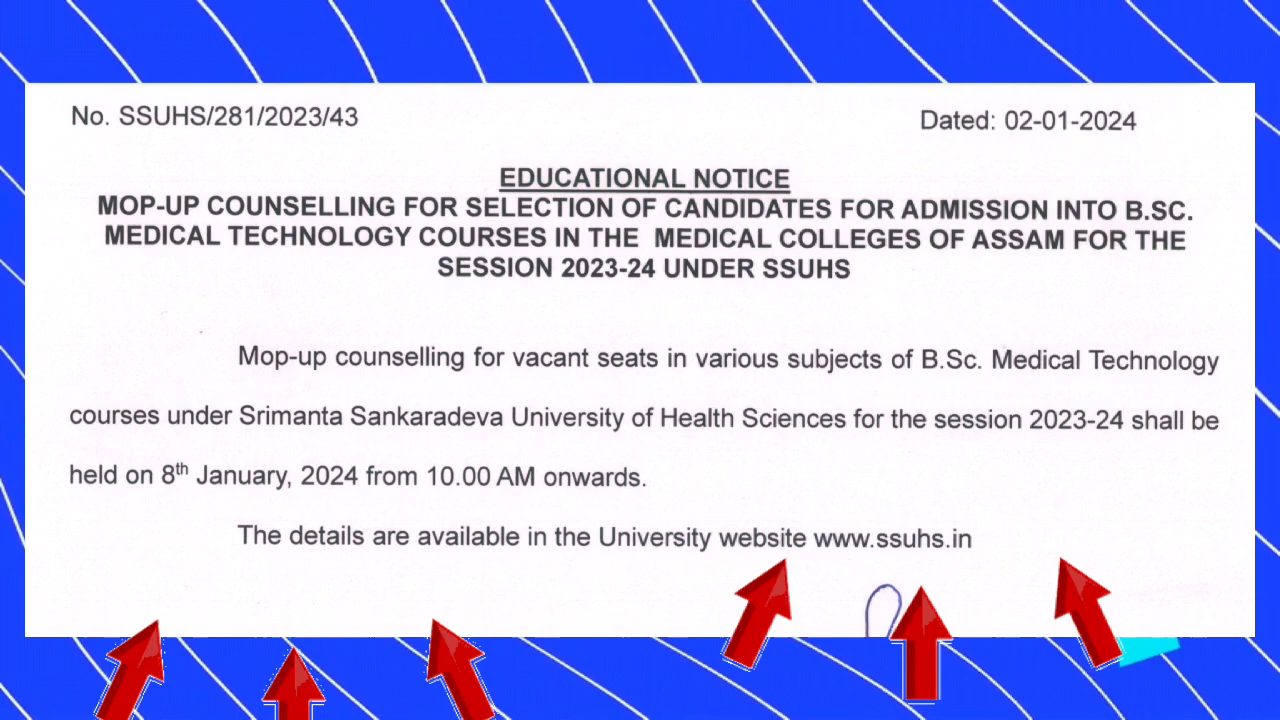 No. SSUHS/281/2023/43
Dated: 02-01-2024
EDUCATIONAL NOTICE
MOP-UP COUNSELLING FOR SELECTION OF CANDIDATES FOR ADMISSION INTO B.SC.
MEDICAL TECHNOLOGY COURSES IN THE MEDICAL COLLEGES OF ASSAM FOR THE
SESSION 2023-24 UNDER SSUHS
Mop-up counselling for vacant seats in various subjects of B.Sc. Medical Technology
courses under Srimanta Sankaradeva University of Health Sciences for the session 2023-24 shall be
held on 8th January, 2024 from 10.00 AM onwards.
The details are available in the University website www.ssuhs.in